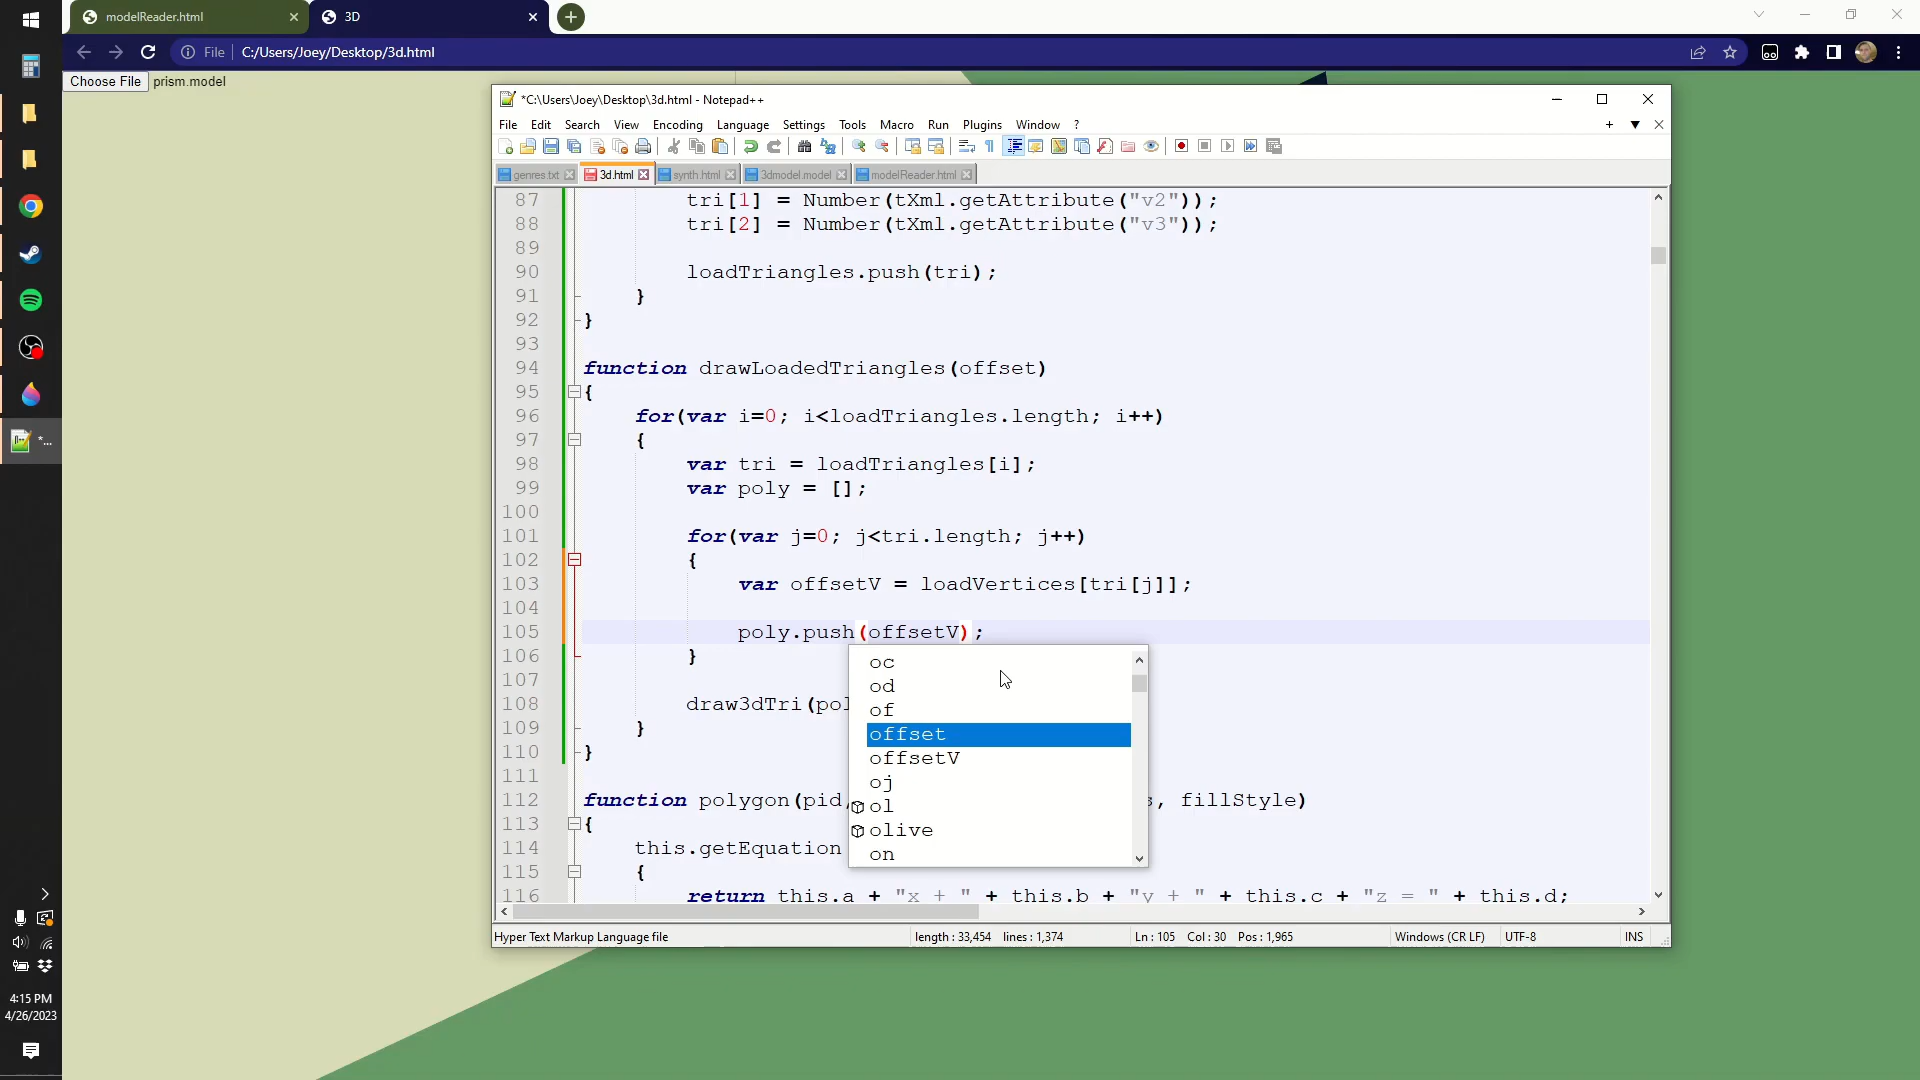 modelReader.html
3D
File
C:/Users/Joey/Desktop/3d.html
Choose File
prism.model
*C:\Users\Joey\Desktop\3d.html - Notepad++
File Edit Search View Encoding Language Settings Tools Macro Run Plugins Window ?
genres.txt
3d.html
synth.html
3dmodel.model
modelReader.html
87 tri[1] = Number(tXml.getAttribute("v2"));
88 tri[2] = Number(tXml.getAttribute("v3"));
89
90 loadTriangles.push(tri);
91 }
92 }
93
94 function drawLoadedTriangles(offset)
95 {
96 for(var i=0; i<loadTriangles.length; i++)
97 {
98 var tri = loadTriangles[i];
99 var poly = [];
100
101 for(var j=0; j<tri.length; j++)
102 {
103 var offsetV = loadVertices[tri[j]];
104
105 poly.push(offsetV);
106 }
107
108 draw3dTri(pol
109 }
110 }
111
112 function polygon(pid, s, fillStyle)
113 {
114 this.getEquation
115 {
116 return this.a + "x + " + this.b + "y + " + this.c + "z = " + this.d;
oc
od
of
offset
offsetV
oj
ol
olive
on
Hyper Text Markup Language file
length : 33,454 lines : 1,374
Ln : 105 Col : 30 Pos : 1,965
Windows (CR LF)
UTF-8
INS
*...
4:15 PM
4/26/2023